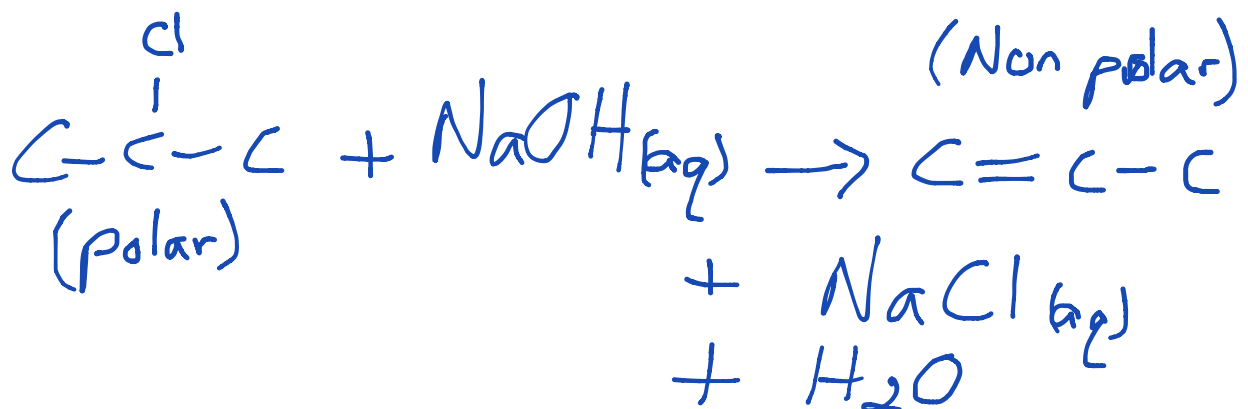 Cl
(Non polar)
C-C-C + NaOH(aq) → C=C-C
(polar)
+ NaCl(aq)
+ H₂O